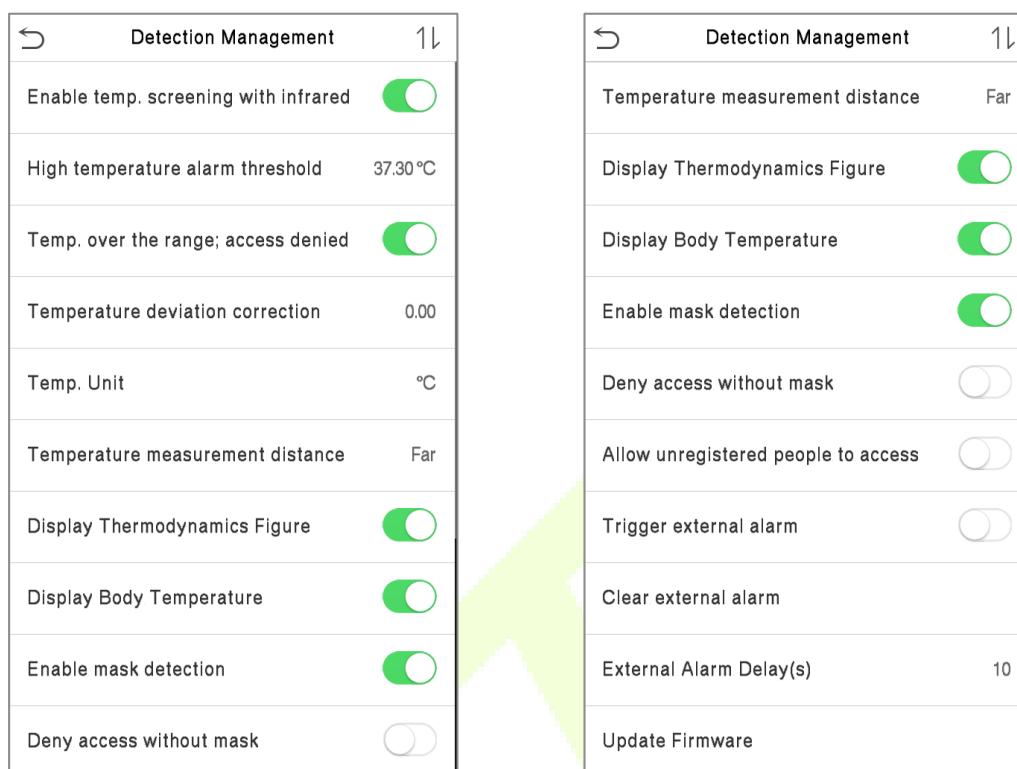 Detection Management
Enable temp. screening with infrared
High temperature alarm threshold 37.30 °C
Temp. over the range; access denied
Temperature deviation correction 0.00
Temp. Unit °C
Temperature measurement distance Far
Display Thermodynamics Figure
Display Body Temperature
Enable mask detection
Deny access without mask
Detection Management
Temperature measurement distance Far
Display Thermodynamics Figure
Display Body Temperature
Enable mask detection
Deny access without mask
Allow unregistered people to access
Trigger external alarm
Clear external alarm
External Alarm Delay(s) 10
Update Firmware